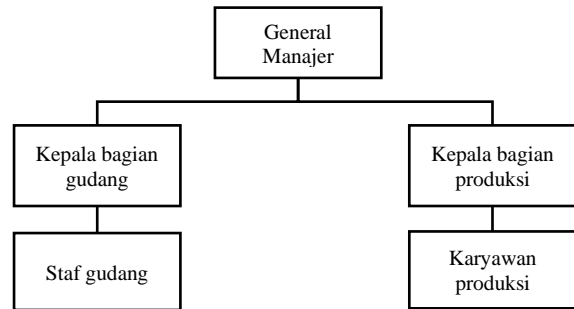 General
Manajer
Kepala bagian
gudang
Kepala bagian
produksi
Staf gudang
Karyawan
produksi